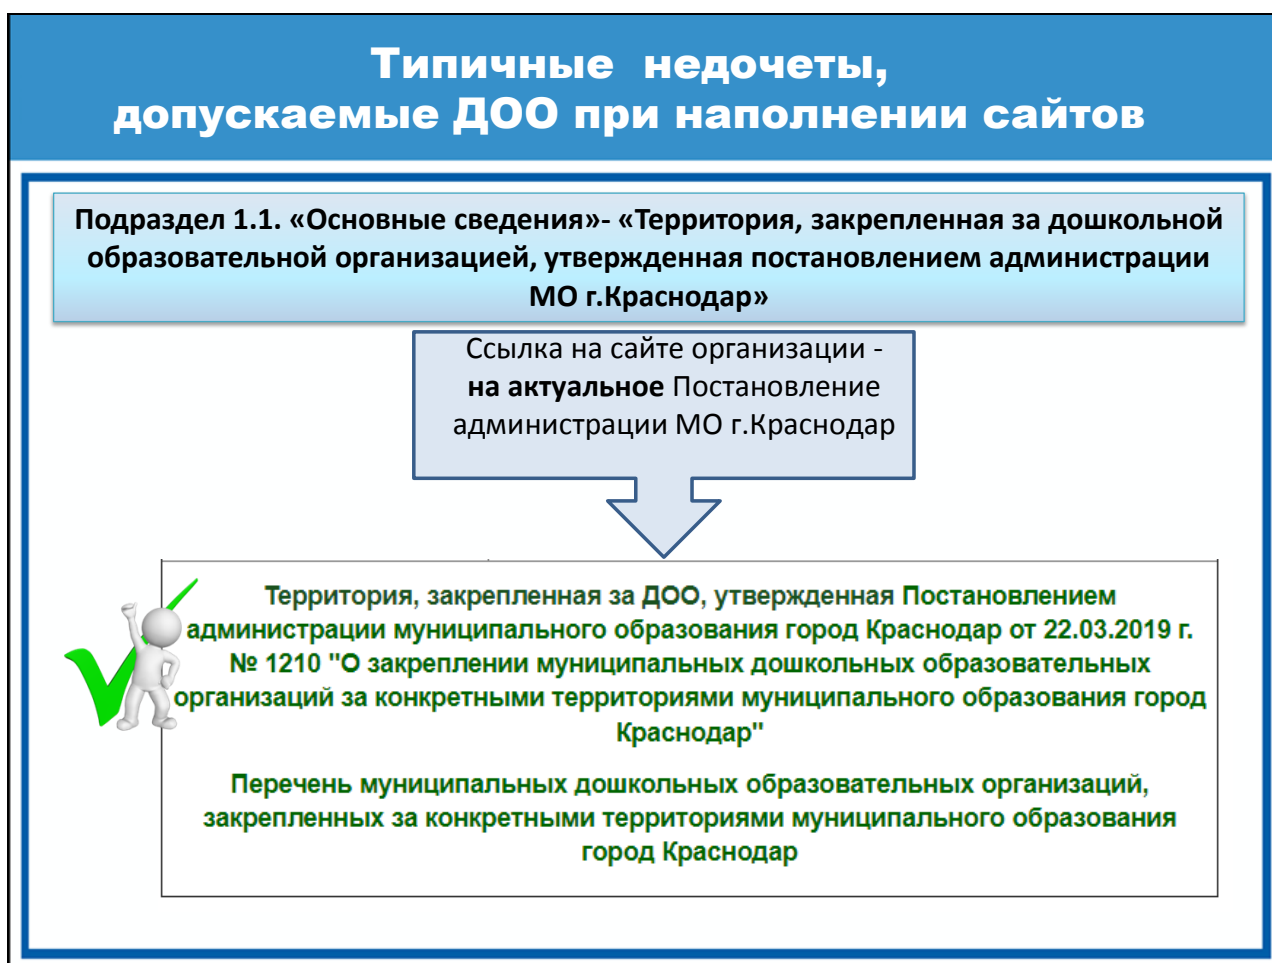 Типичные недочеты,
допускаемые ДОО при наполнении сайтов
Подраздел 1.1. «Основные сведения»- «Территория, закрепленная за дошкольной
образовательной организацией, утвержденная постановлением администрации
МО г.Краснодар»
Ссылка на сайте организации -
на актуальное Постановление
администрации МО г.Краснодар
Территория, закрепленная за ДОО, утвержденная Постановлением
администрации муниципального образования город Краснодар от 22.03.2019 г.
№ 1210 "О закреплении муниципальных дошкольных образовательных
организаций за конкретными территориями муниципального образования город
Краснодар"
Перечень муниципальных дошкольных образовательных организаций,
закрепленных за конкретными территориями муниципального образования
город Краснодар